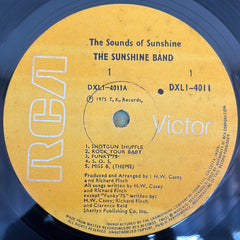 The Sounds of Sunshine
THE SUNSHINE BAND
1 1
DXL1-4011A DXL1-4011
℗ 1975 T.K. Records,
RCA Victor
1. SHOTGUN SHUFFLE
2. ROCK YOUR BABY
3. FUNKY"75"
4. S.O.S.
5. MISS B. (THEME)
Produced and Arranged by : H.W. Casey
and Richard Finch
All songs written by H.W. Casey
and Richard Finch
except "Funky"75" written by H.W. Casey
and Clarence Reid
Sherlyn Publishing Co., Inc.